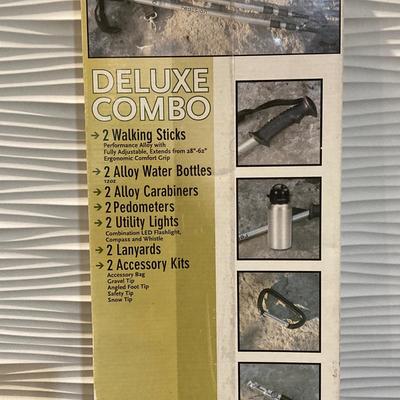 DELUXE
COMBO
→ 2 Walking Sticks
Performance Alloy with
Fully Adjustable, Extends from 28"-62"
Ergonomic Comfort Grip
→ 2 Alloy Water Bottles
12oz
→ 2 Alloy Carabiners
→ 2 Pedometers
→ 2 Utility Lights
Combination LED Flashlight,
Compass and Whistle
→ 2 Lanyards
→ 2 Accessory Kits
Accessory Bag
Gravel Tip
Angled Foot Tip
Safety Tip
Snow Tip